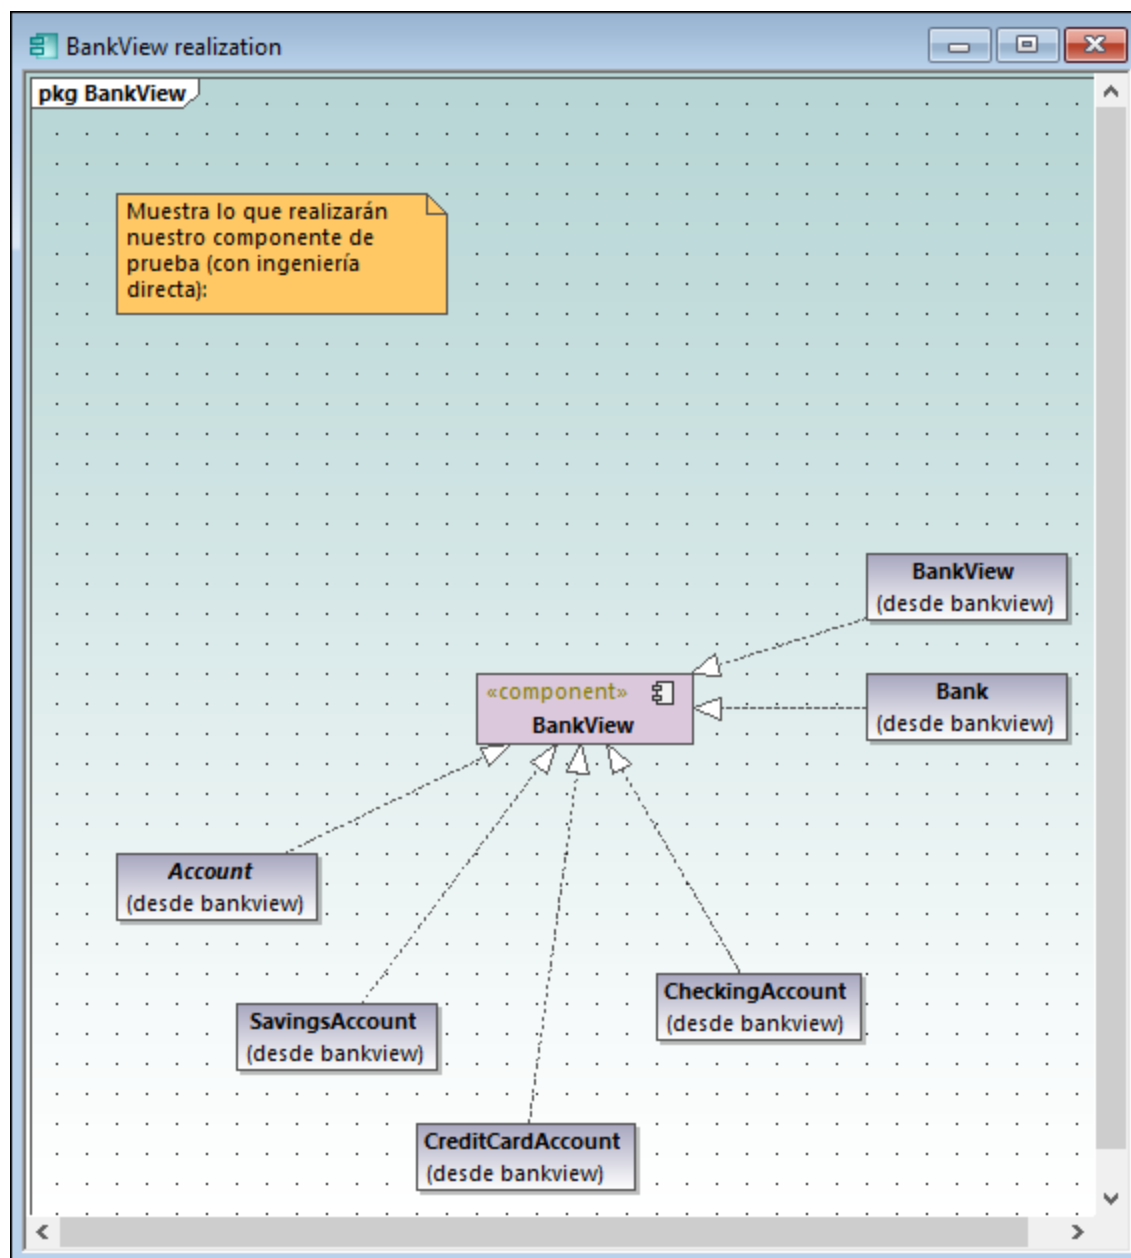 BankView realization
pkg BankView
Muestra lo que realizarán
nuestro componente de
prueba (con ingeniería
directa):
BankView
(desde bankview)
«component»
BankView
Bank
(desde bankview)
Account
(desde bankview)
CheckingAccount
(desde bankview)
SavingsAccount
(desde bankview)
CreditCardAccount
(desde bankview)